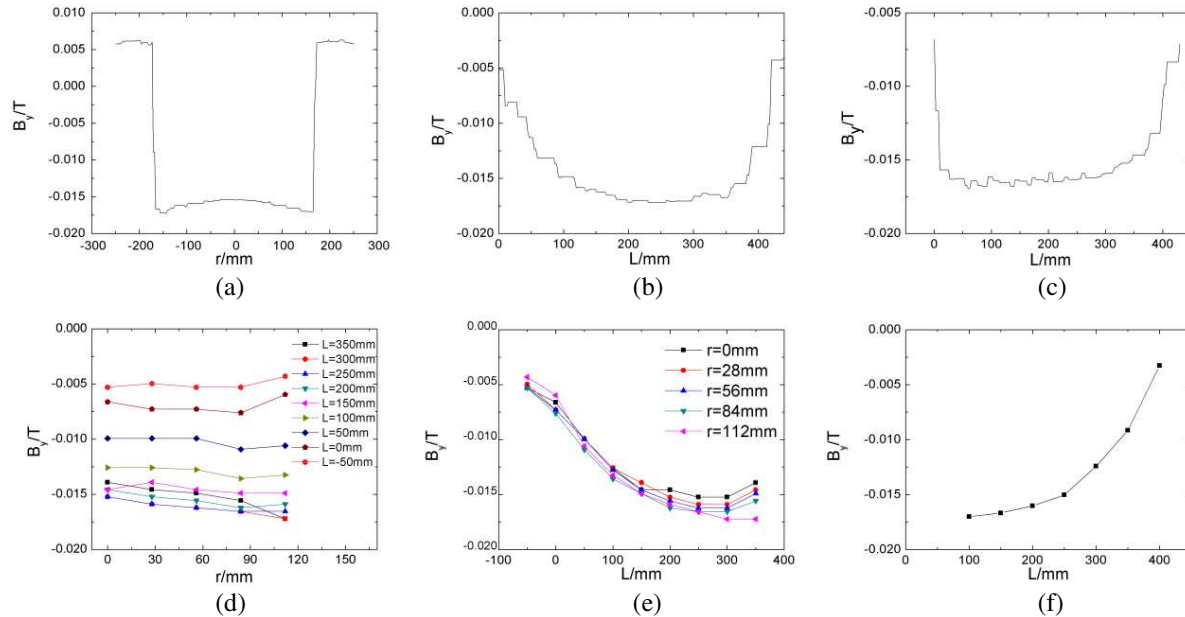 0.010
0.005
0.000
-0.005
-0.010
-0.015
-0.020
By/T
-300 -200 -100 0 100 200 300
r/mm
(a)
0.000
-0.005
-0.010
-0.015
-0.020
By/T
0 100 200 300 400
L/mm
(b)
-0.005
-0.010
-0.015
-0.020
By/T
0 100 200 300 400
L/mm
(c)
0.000
-0.005
-0.010
-0.015
-0.020
By/T
L=350mm
L=300mm
L=250mm
L=200mm
L=150mm
L=100mm
L=50mm
L=0mm
L=-50mm
0 30 60 90 120 150
r/mm
(d)
0.000
-0.005
-0.010
-0.015
-0.020
By/T
r=0mm
r=28mm
r=56mm
r=84mm
r=112mm
-100 0 100 200 300 400
L/mm
(e)
0.000
-0.005
-0.010
-0.015
-0.020
By/T
0 100 200 300 400
L/mm
(f)